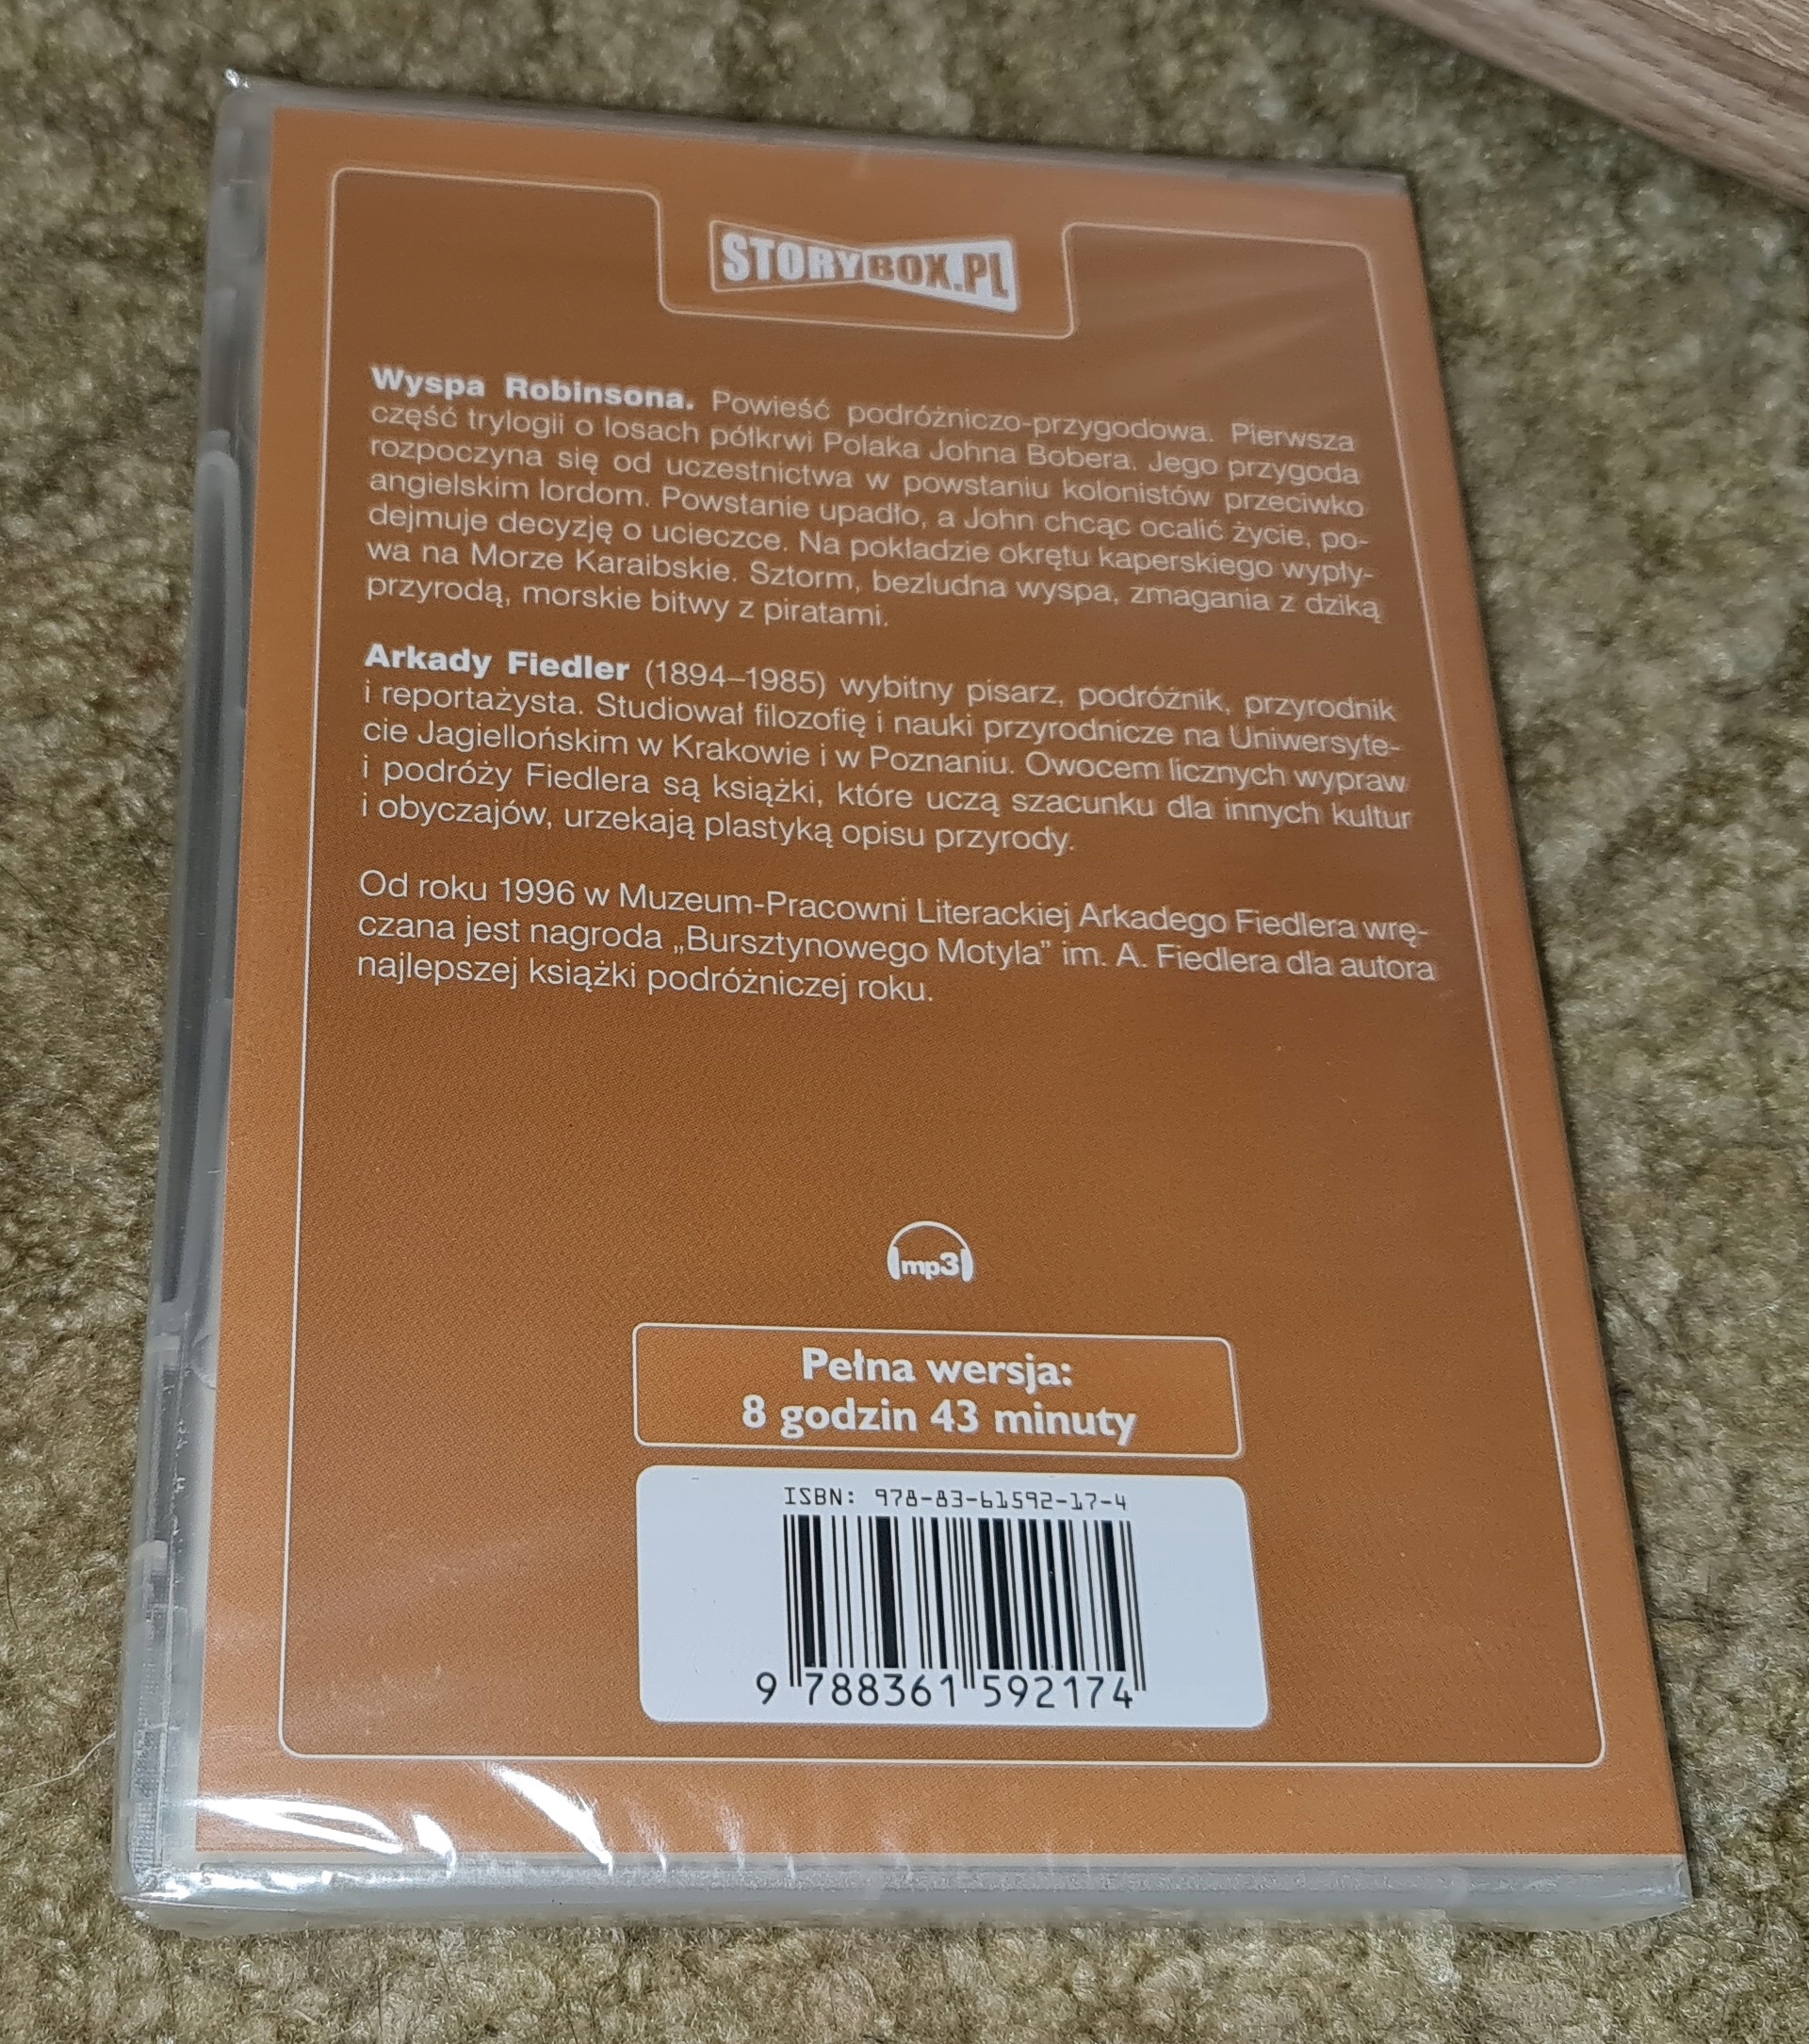 STORYBOX.PL
Wyspa Robinsona. Powieść podróżniczo-przygodowa. Pierwsza
część trylogii o losach półkrwi Polaka Johna Bobera. Jego przygoda
rozpoczyna się od uczestnictwa w powstaniu kolonistów przeciwko
angielskim lordom. Powstanie upadło, a John chcąc ocalić życie, po-
dejmuje decyzję o ucieczce. Na pokładzie okrętu kaperskiego wypły-
wa na Morze Karaibskie. Sztorm, bezludna wyspa, zmagania z dziką
przyrodą, morskie bitwy z piratami.
Arkady Fiedler (1894–1985) wybitny pisarz, podróżnik, przyrodnik
i reportażysta. Studiował filozofię i nauki przyrodnicze na Uniwersyte-
cie Jagiellońskim w Krakowie i w Poznaniu. Owocem licznych wypraw
i podróży Fiedlera są książki, które uczą szacunku dla innych kultur
i obyczajów, urzekają plastyką opisu przyrody.
Od roku 1996 w Muzeum-Pracowni Literackiej Arkadego Fiedlera wrę-
czana jest nagroda „Bursztynowego Motyla” im. A. Fiedlera dla autora
najlepszej książki podróżniczej roku.
mp3
Pełna wersja:
8 godzin 43 minuty
ISBN: 978-83-61592-17-4
9 788361 592174